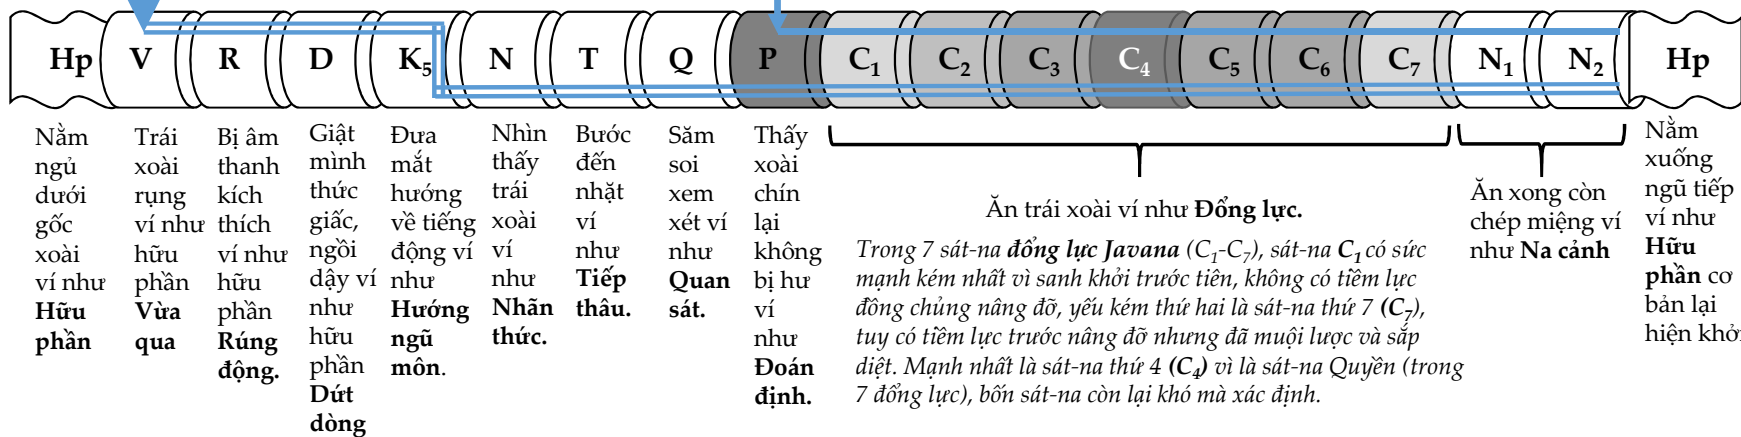 Hp V R D K₅ N T Q P C₁ C₂ C₃ C₄ C₅ C₆ C₇ N₁ N₂ Hp
Nằm
ngủ
dưới
gốc
xoài
ví như
Hữu
phần
Trái
xoài
rụng
ví như
hữu
phần
Vừa
qua
Bị âm
thanh
kích
thích
ví như
hữu
phần
Rúng
động.
Giật
mình
thức
giấc,
ngồi
dậy ví
như
hữu
phần
Dứt
dòng
Đưa
mắt
hướng
về tiếng
động ví
như
Hướng
ngũ
môn.
Nhìn
thấy
trái
xoài
ví
như
Nhãn
thức.
Bước
đến
nhặt
ví
như
Tiếp
thâu.
Săm
soi
xem
xét ví
như
Quan
sát.
Thấy
xoài
chín
lại
không
bị hư
ví
như
Đoán
định.
Ăn trái xoài ví như Đổng lực.
Trong 7 sát-na đổng lực Javana (C₁-C₇), sát-na C₁ có sức
mạnh kém nhất vì sanh khởi trước tiên, không có tiềm lực
đồng chủng nâng đỡ, yếu kém thứ hai là sát-na thứ 7 (C₇),
tuy có tiềm lực trước nâng đỡ nhưng đã muội lược và sắp
diệt. Mạnh nhất là sát-na thứ 4 (C₄) vì là sát-na Quyền (trong
7 đổng lực), bốn sát-na còn lại khó mà xác định.
Ăn xong còn
chép miệng ví
như Na cảnh
Nằm
xuống
ngũ tiếp
ví như
Hữu
phần cơ
bản lại
hiện khở